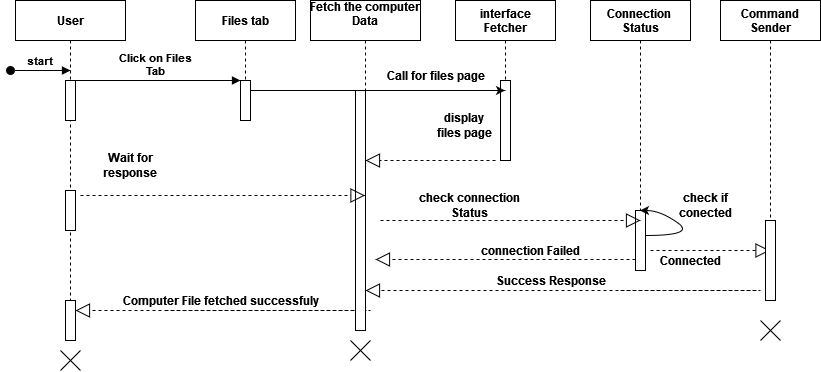 User
Files tab
Fetch the computer
Data
interface
Fetcher
Connection
Status
Command
Sender
start
Click on Files
Tab
Call for files page
display
files page
Wait for
response
check connection
Status
check if
conected
connection Failed
Connected
Success Response
Computer File fetched successfuly